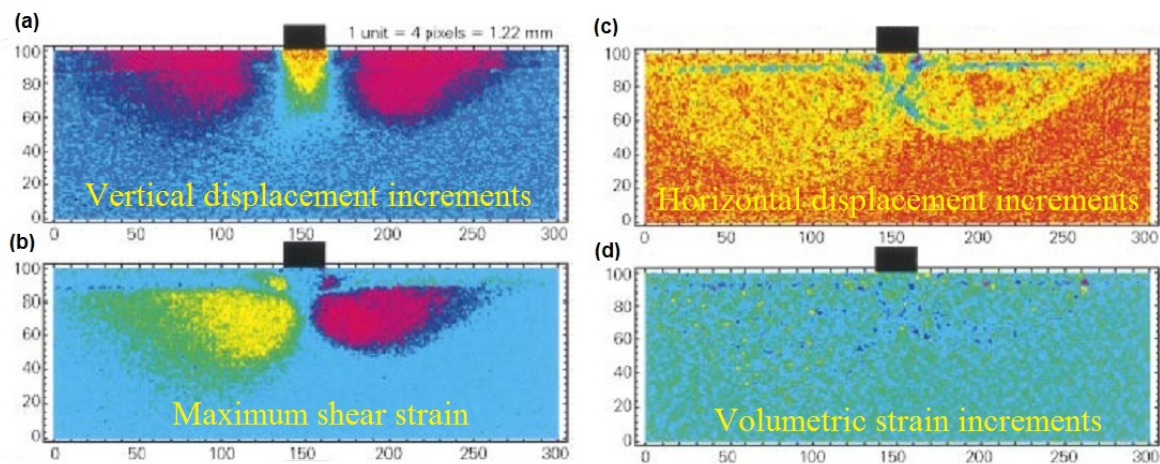 (a)
1 unit = 4 pixels = 1.22 mm
100
80
60
40
20
0
Vertical displacement increments
0 50 100 150 200 250 300
(b)
100
80
60
40
20
0
Maximum shear strain
0 50 100 150 200 250 300
(c)
100
80
60
40
20
0
Horizontal displacement increments
0 50 100 150 200 250 300
(d)
100
80
60
40
20
0
Volumetric strain increments
0 50 100 150 200 250 300